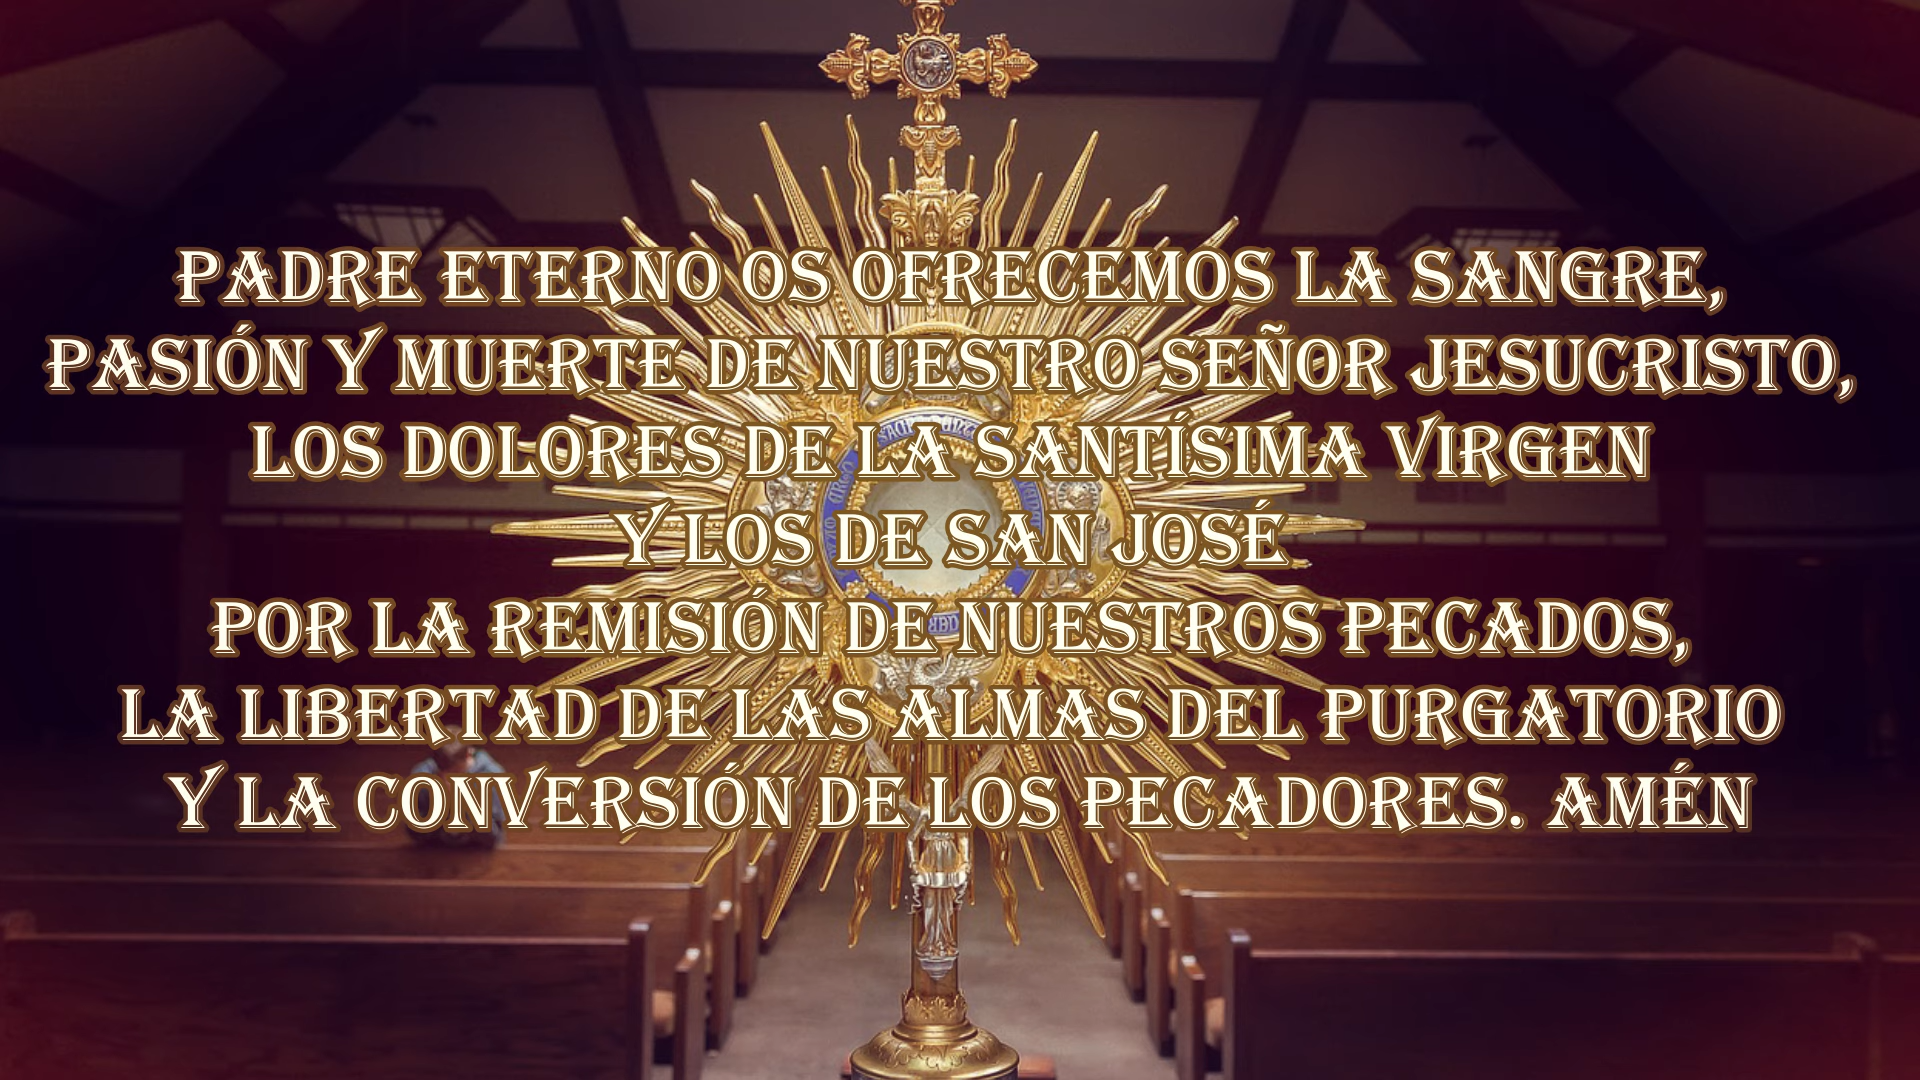 PADRE ETERNO OS OFRECEMOS LA SANGRE,
PASIÓN Y MUERTE DE NUESTRO SEÑOR JESUCRISTO,
LOS DOLORES DE LA SANTÍSIMA VIRGEN
Y LOS DE SAN JOSÉ
POR LA REMISIÓN DE NUESTROS PECADOS,
LA LIBERTAD DE LAS ALMAS DEL PURGATORIO
Y LA CONVERSIÓN DE LOS PECADORES. AMÉN